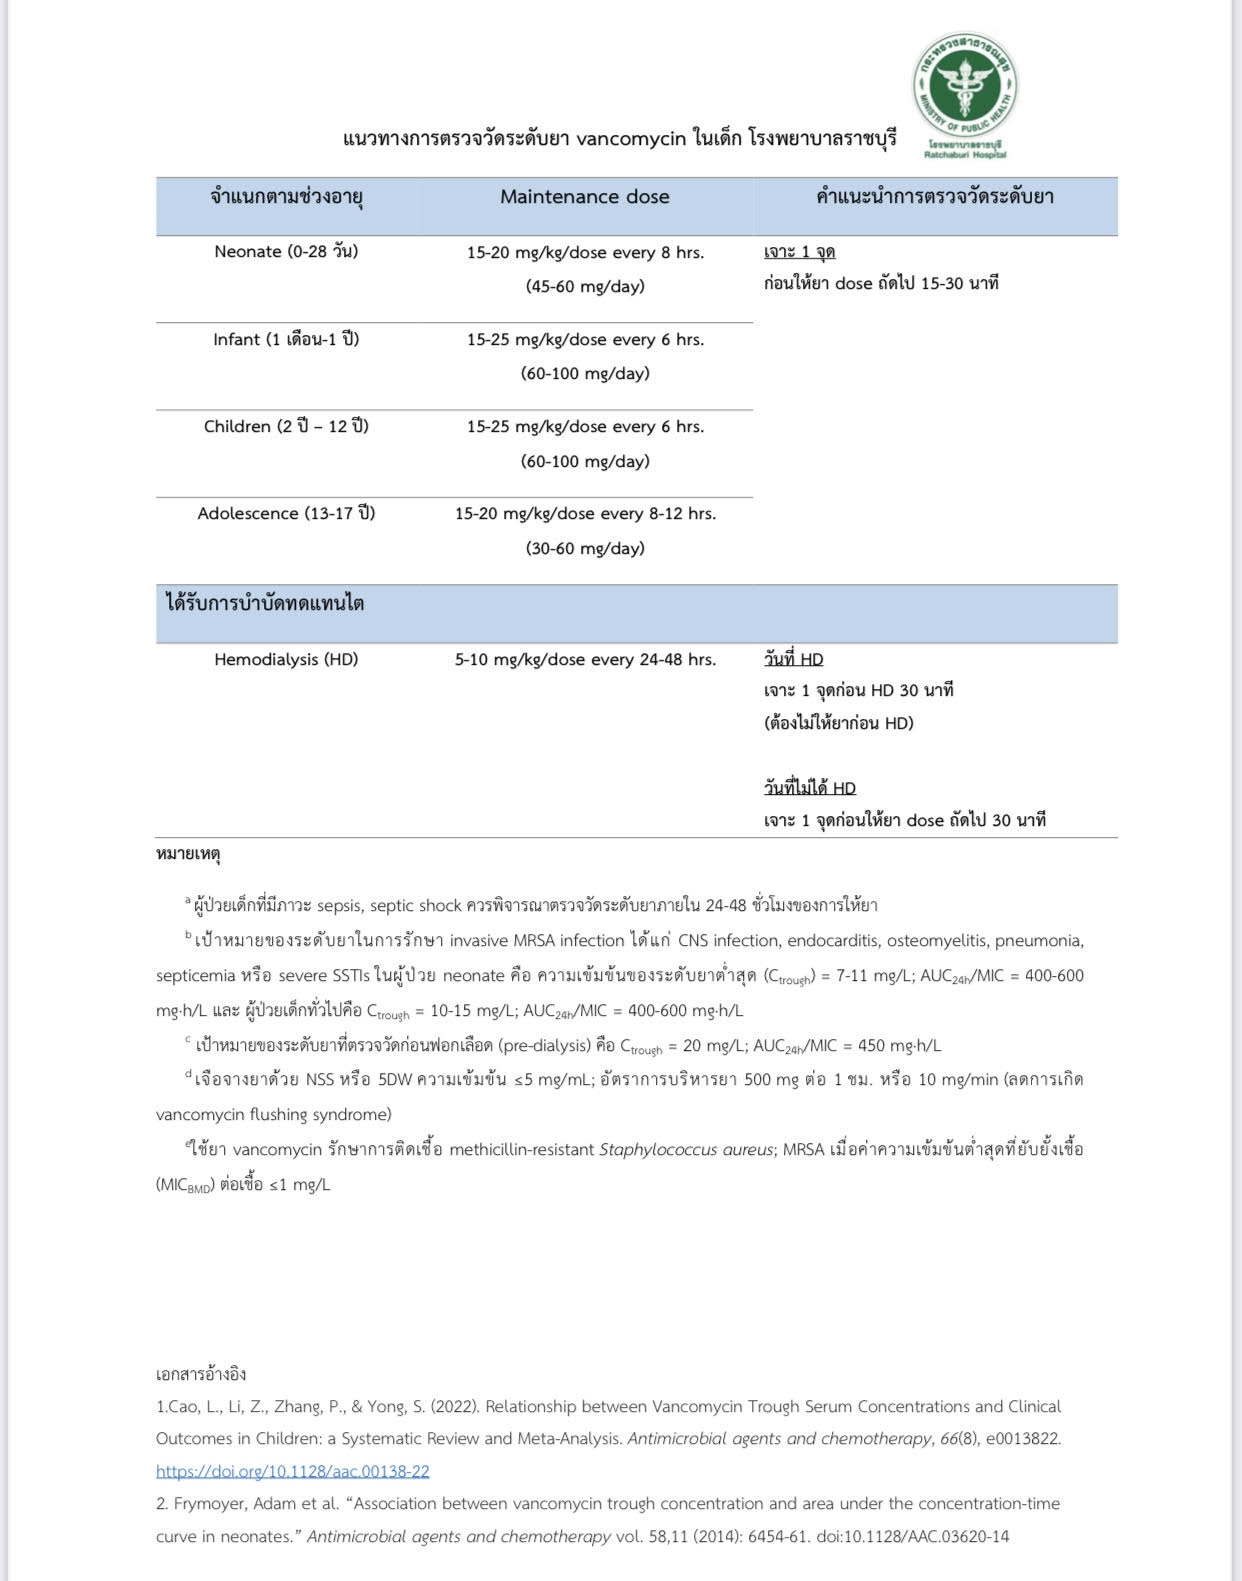 กระทรวงสาธารณสุข
MINISTRY OF PUBLIC HEALTH
โรงพยาบาลราชบุรี
Ratchaburi Hospital
แนวทางการตรวจวัดระดับยา vancomycin ในเด็ก โรงพยาบาลราชบุรี
จำแนกตามช่วงอายุ Maintenance dose คำแนะนำการตรวจวัดระดับยา
Neonate (0-28 วัน) 15-20 mg/kg/dose every 8 hrs. เจาะ 1 จุด
(45-60 mg/day) ก่อนให้ยา dose ถัดไป 15-30 นาที
Infant (1 เดือน-1 ปี) 15-25 mg/kg/dose every 6 hrs.
(60-100 mg/day)
Children (2 ปี – 12 ปี) 15-25 mg/kg/dose every 6 hrs.
(60-100 mg/day)
Adolescence (13-17 ปี) 15-20 mg/kg/dose every 8-12 hrs.
(30-60 mg/day)
ได้รับการบำบัดทดแทนไต
Hemodialysis (HD) 5-10 mg/kg/dose every 24-48 hrs. วันที่ HD
เจาะ 1 จุดก่อน HD 30 นาที
(ต้องไม่ให้ยาก่อน HD)
วันที่ไม่ได้ HD
เจาะ 1 จุดก่อนให้ยา dose ถัดไป 30 นาที
หมายเหตุ
a ผู้ป่วยเด็กที่มีภาวะ sepsis, septic shock ควรพิจารณาตรวจวัดระดับยาภายใน 24-48 ชั่วโมงของการให้ยา
b เป้าหมายของระดับยาในการรักษา invasive MRSA infection ได้แก่ CNS infection, endocarditis, osteomyelitis, pneumonia,
septicemia หรือ severe SSTIs ในผู้ป่วย neonate คือ ความเข้มข้นของระดับยาต่ำสุด (Ctrough) = 7-11 mg/L; AUC24h/MIC = 400-600
mg·h/L และ ผู้ป่วยเด็กทั่วไปคือ Ctrough = 10-15 mg/L; AUC24h/MIC = 400-600 mg·h/L
c เป้าหมายของระดับยาที่ตรวจวัดก่อนฟอกเลือด (pre-dialysis) คือ Ctrough = 20 mg/L; AUC24h/MIC = 450 mg·h/L
d เจือจางยาด้วย NSS หรือ 5DW ความเข้มข้น ≤5 mg/mL; อัตราการบริหารยา 500 mg ต่อ 1 ชม. หรือ 10 mg/min (ลดการเกิด
vancomycin flushing syndrome)
eใช้ยา vancomycin รักษาการติดเชื้อ methicillin-resistant Staphylococcus aureus; MRSA เมื่อค่าความเข้มข้นต่ำสุดที่ยับยั้งเชื้อ
(MICBMD) ต่อเชื้อ ≤1 mg/L
เอกสารอ้างอิง
1.Cao, L., Li, Z., Zhang, P., & Yong, S. (2022). Relationship between Vancomycin Trough Serum Concentrations and Clinical
Outcomes in Children: a Systematic Review and Meta-Analysis. Antimicrobial agents and chemotherapy, 66(8), e0013822.
https://doi.org/10.1128/aac.00138-22
2. Frymoyer, Adam et al. “Association between vancomycin trough concentration and area under the concentration-time
curve in neonates.” Antimicrobial agents and chemotherapy vol. 58,11 (2014): 6454-61. doi:10.1128/AAC.03620-14